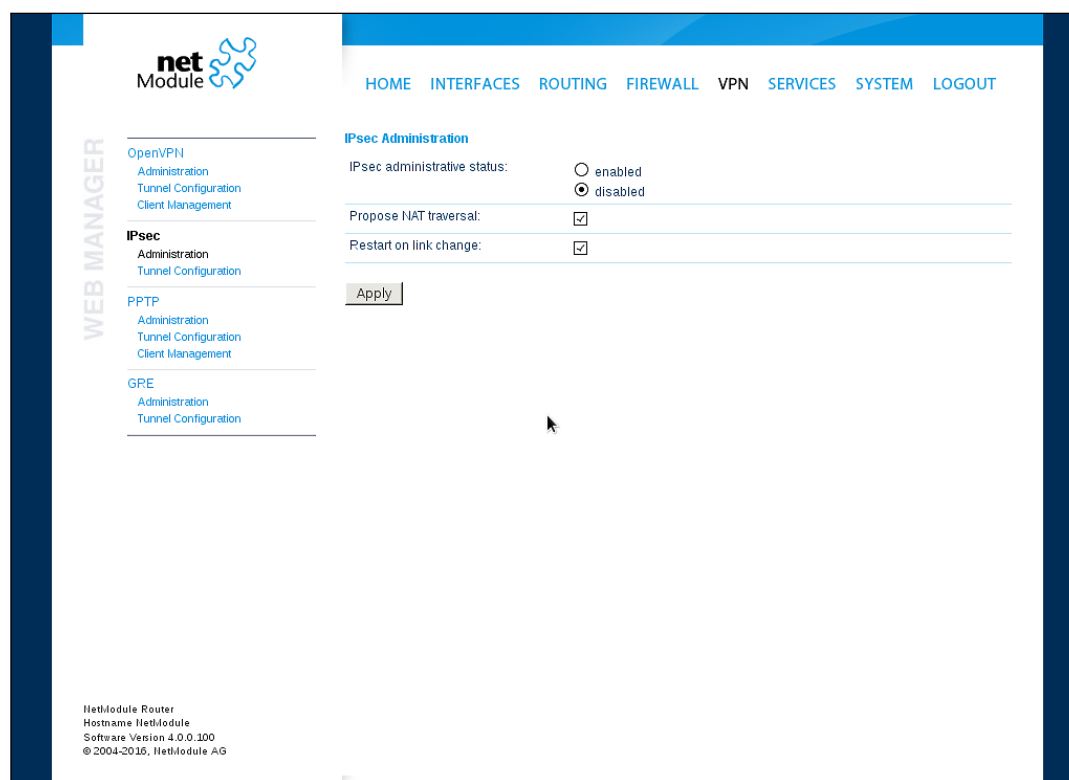 net
Module
HOME INTERFACES ROUTING FIREWALL VPN SERVICES SYSTEM LOGOUT
WEB MANAGER
OpenVPN
Administration
Tunnel Configuration
Client Management
IPsec
Administration
Tunnel Configuration
PPTP
Administration
Tunnel Configuration
Client Management
GRE
Administration
Tunnel Configuration
IPsec Administration
IPsec administrative status:
enabled
disabled
Propose NAT traversal:
Restart on link change:
Apply
NetModule Router
Hostname NetModule
Software Version 4.0.0.100
© 2004-2016, NetModule AG